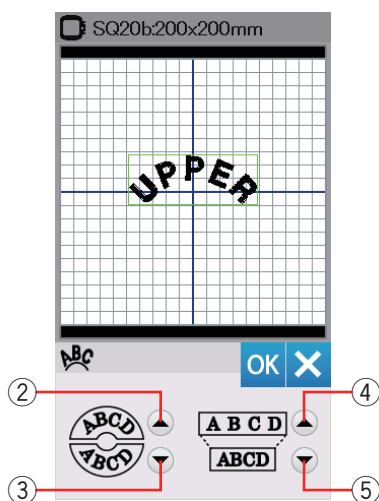 SQ20b:200x200mm
UPPER
ABC
OK
② ABCD A B C D ④
③ ABCD ABCD ⑤